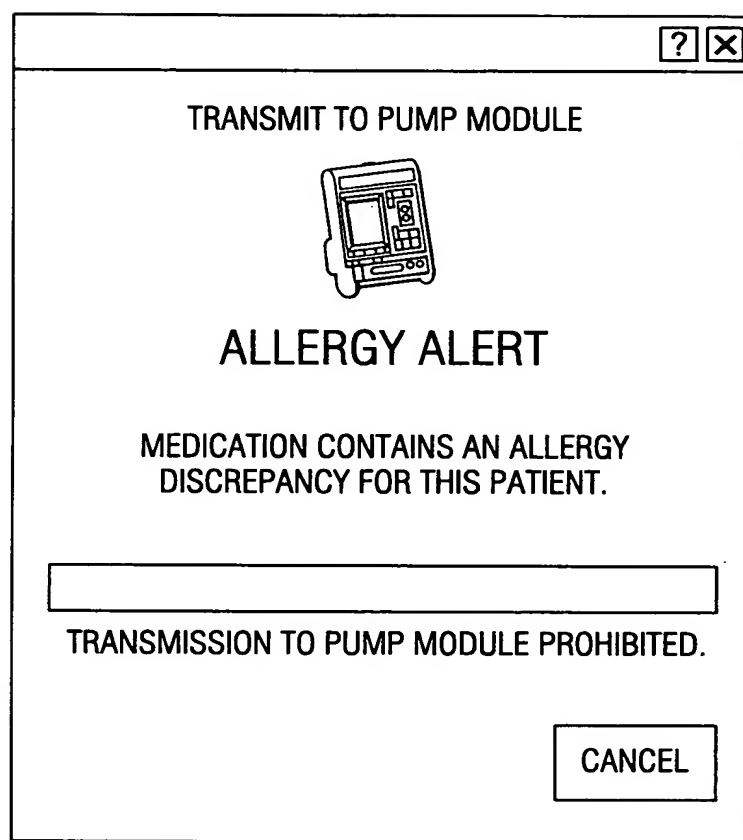 ?
TRANSMIT TO PUMP MODULE
ALLERGY ALERT
MEDICATION CONTAINS AN ALLERGY
DISCREPANCY FOR THIS PATIENT.
TRANSMISSION TO PUMP MODULE PROHIBITED.
CANCEL